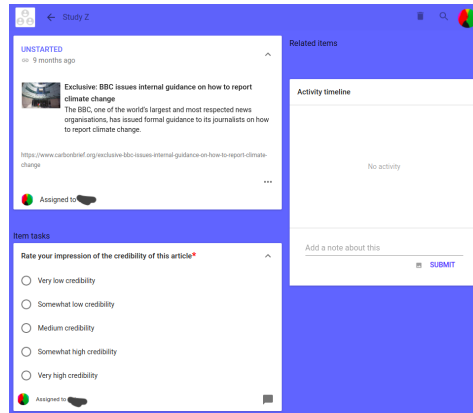 Study Z
UNSTARTED
9 months ago
Exclusive: BBC issues internal guidance on how to report
climate change
The BBC, one of the world's largest and most respected news
organisations, has issued formal guidance to its journalists on how
to report climate change.
https://www.carbonbrief.org/exclusive-bbc-issues-internal-guidance-on-how-to-report-climate-
change
Assigned to
Item tasks
Rate your impression of the credibility of this article*
Very low credibility
Somewhat low credibility
Medium credibility
Somewhat high credibility
Very high credibility
Assigned to
Related items
Activity timeline
No activity
Add a note about this
SUBMIT